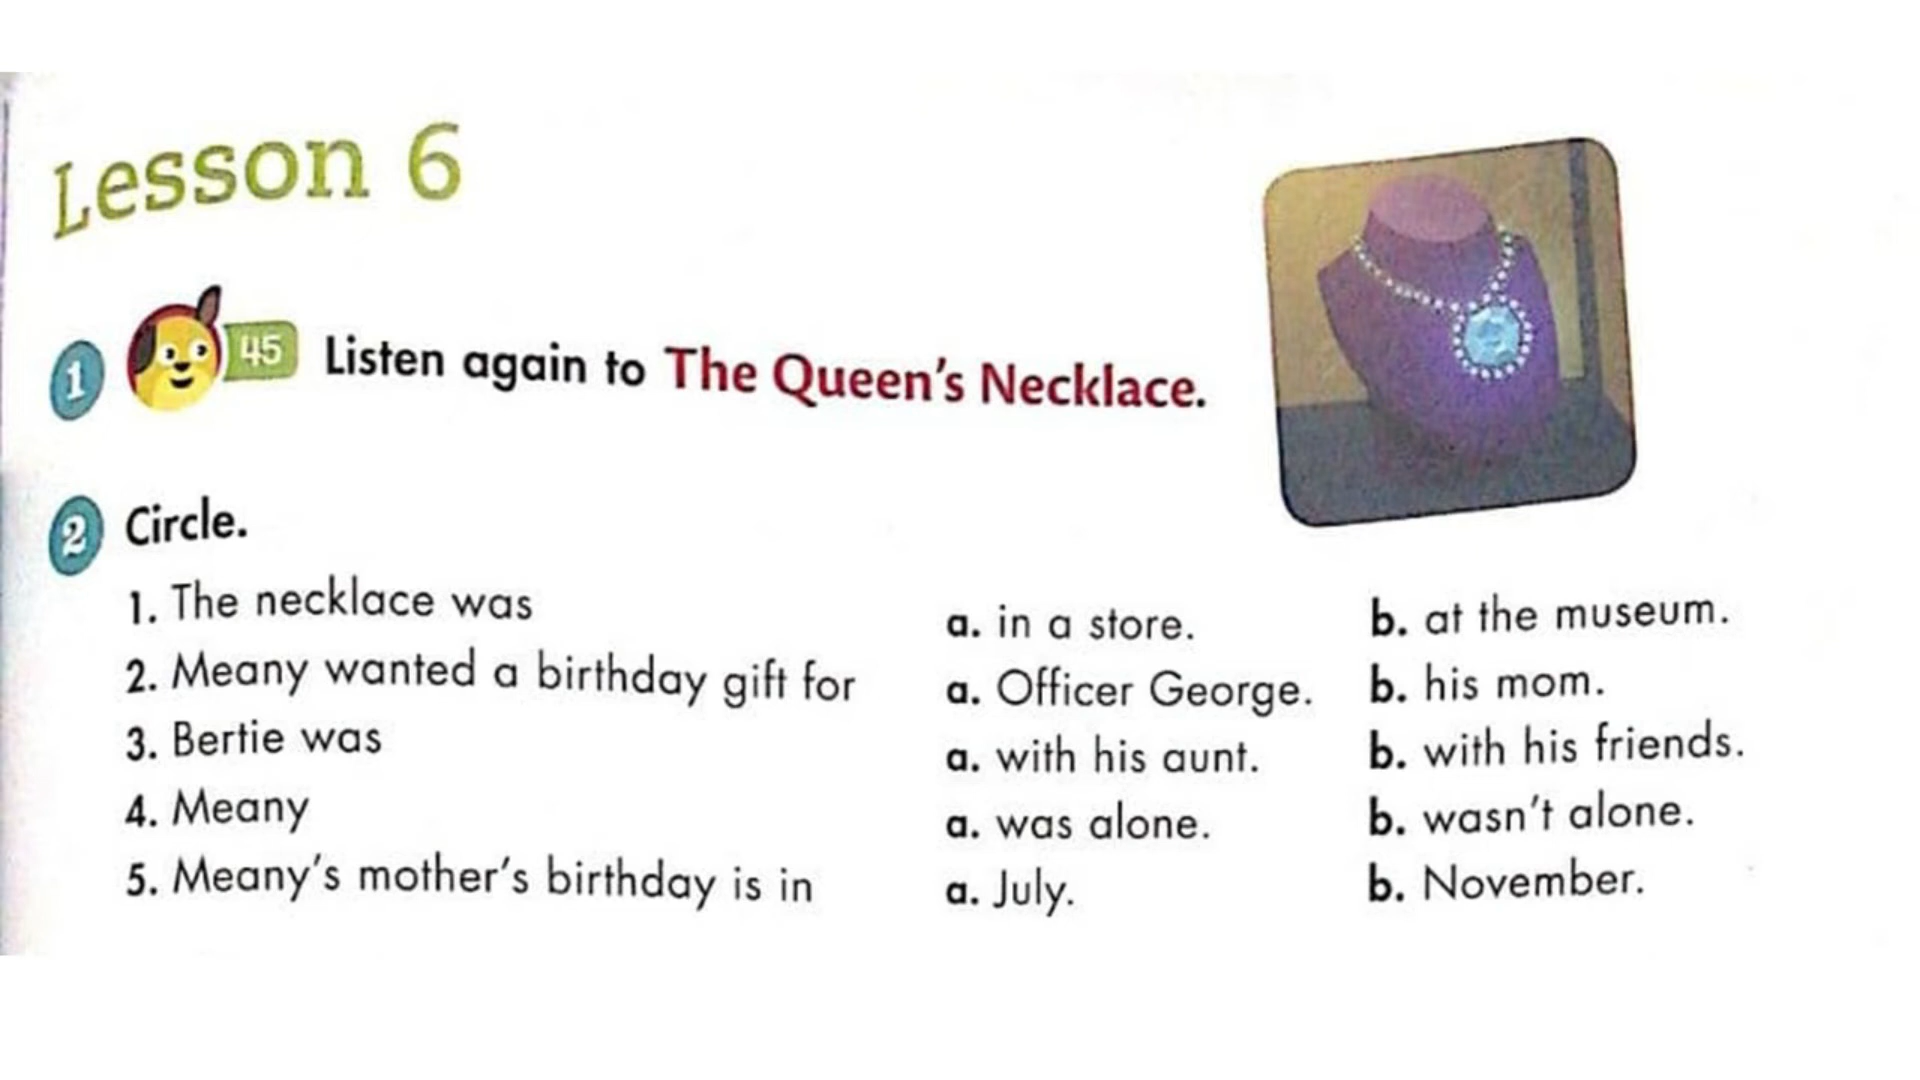 Lesson 6
1 45 Listen again to The Queen's Necklace.
2 Circle.
1. The necklace was a. in a store. b. at the museum.
2. Meany wanted a birthday gift for a. Officer George. b. his mom.
3. Bertie was a. with his aunt. b. with his friends.
4. Meany a. was alone. b. wasn't alone.
5. Meany's mother's birthday is in a. July. b. November.